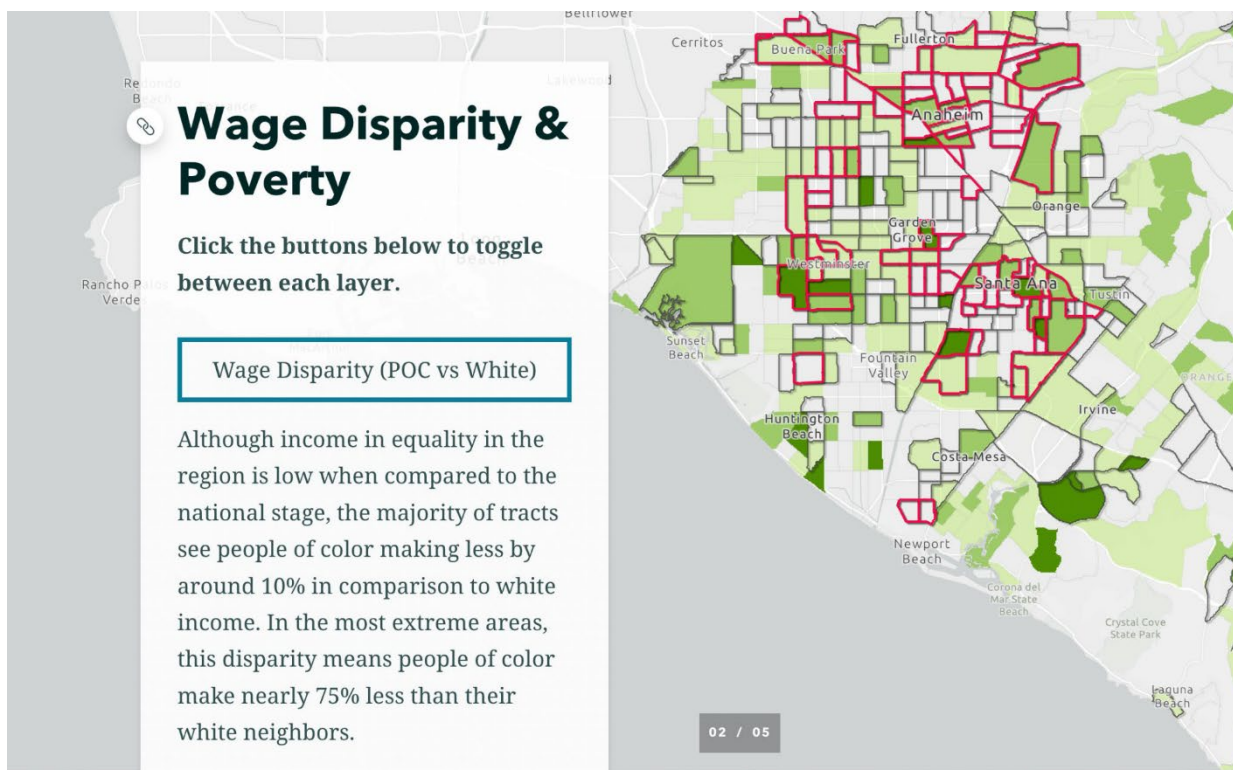 Bellflower
Cerritos
Buena Park
Fullerton
Redondo
Beach
Lakewood
Wage Disparity &
Poverty
Anaheim
Click the buttons below to toggle
between each layer.
Orange
Garden
Grove
Westminster
Rancho Palos
Verdes
Santa Ana
Tustin
Wage Disparity (POC vs White)
Sunset
Beach
Fountain
Valley
ORANGE
Irvine
Huntington
Beach
Costa Mesa
Although income in equality in the
region is low when compared to the
national stage, the majority of tracts
see people of color making less by
around 10% in comparison to white
income. In the most extreme areas,
this disparity means people of color
make nearly 75% less than their
white neighbors.
Newport
Beach
Corona del
Mar State
Beach
Crystal Cove
State Park
Laguna
Beach
02 / 05